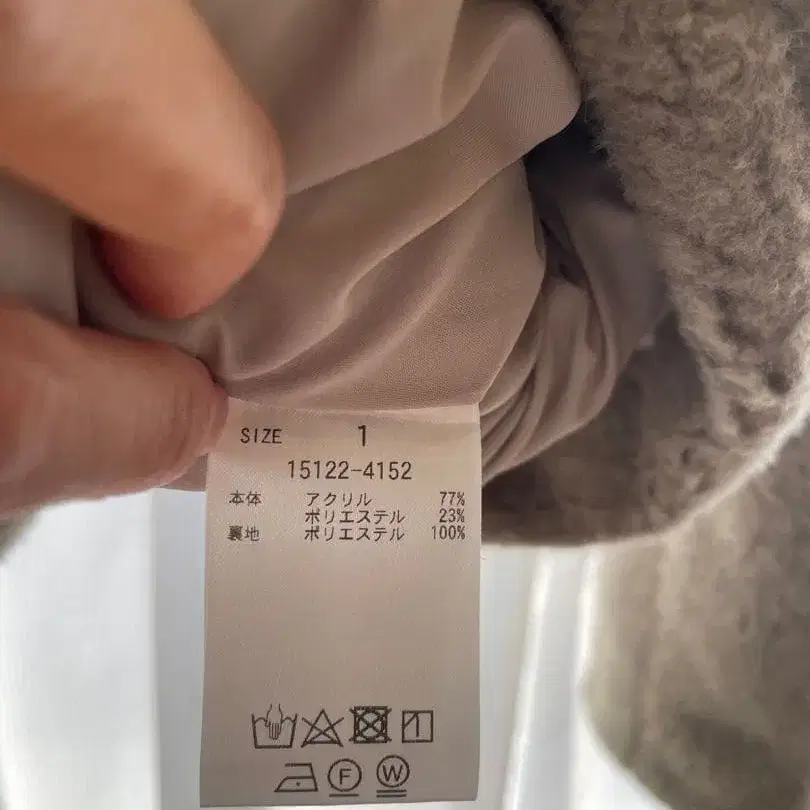 SIZE 1
15122-4152
本体 アクリル 77%
ポリエステル 23%
裏地 ポリエステル 100%
F W